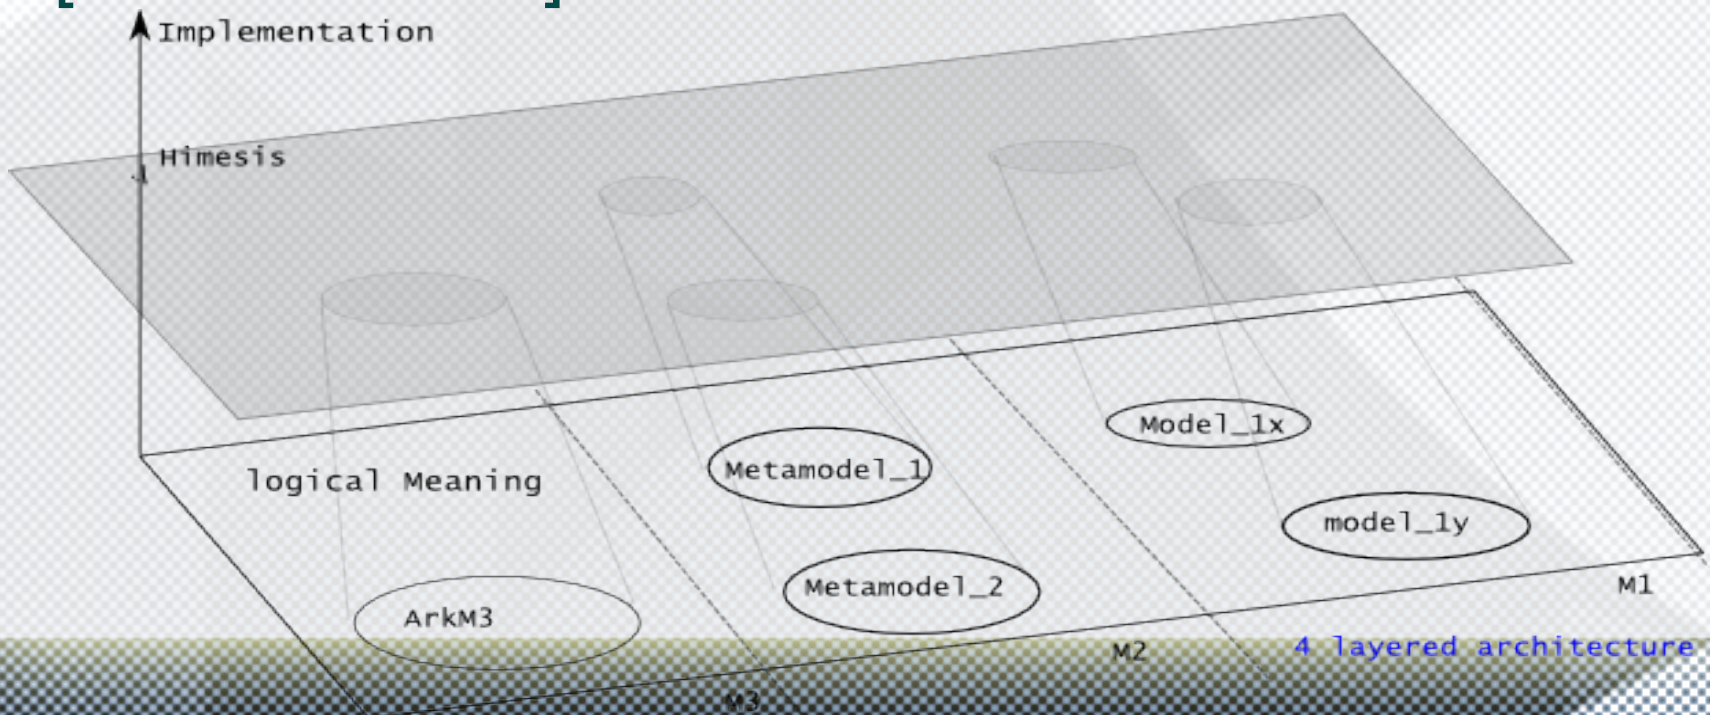 Implementation
Himesis
logical Meaning
Model_1x
Metamodel_1
model_1y
Metamodel_2
ArkM3
M1
M2
4 layered architecture
M3